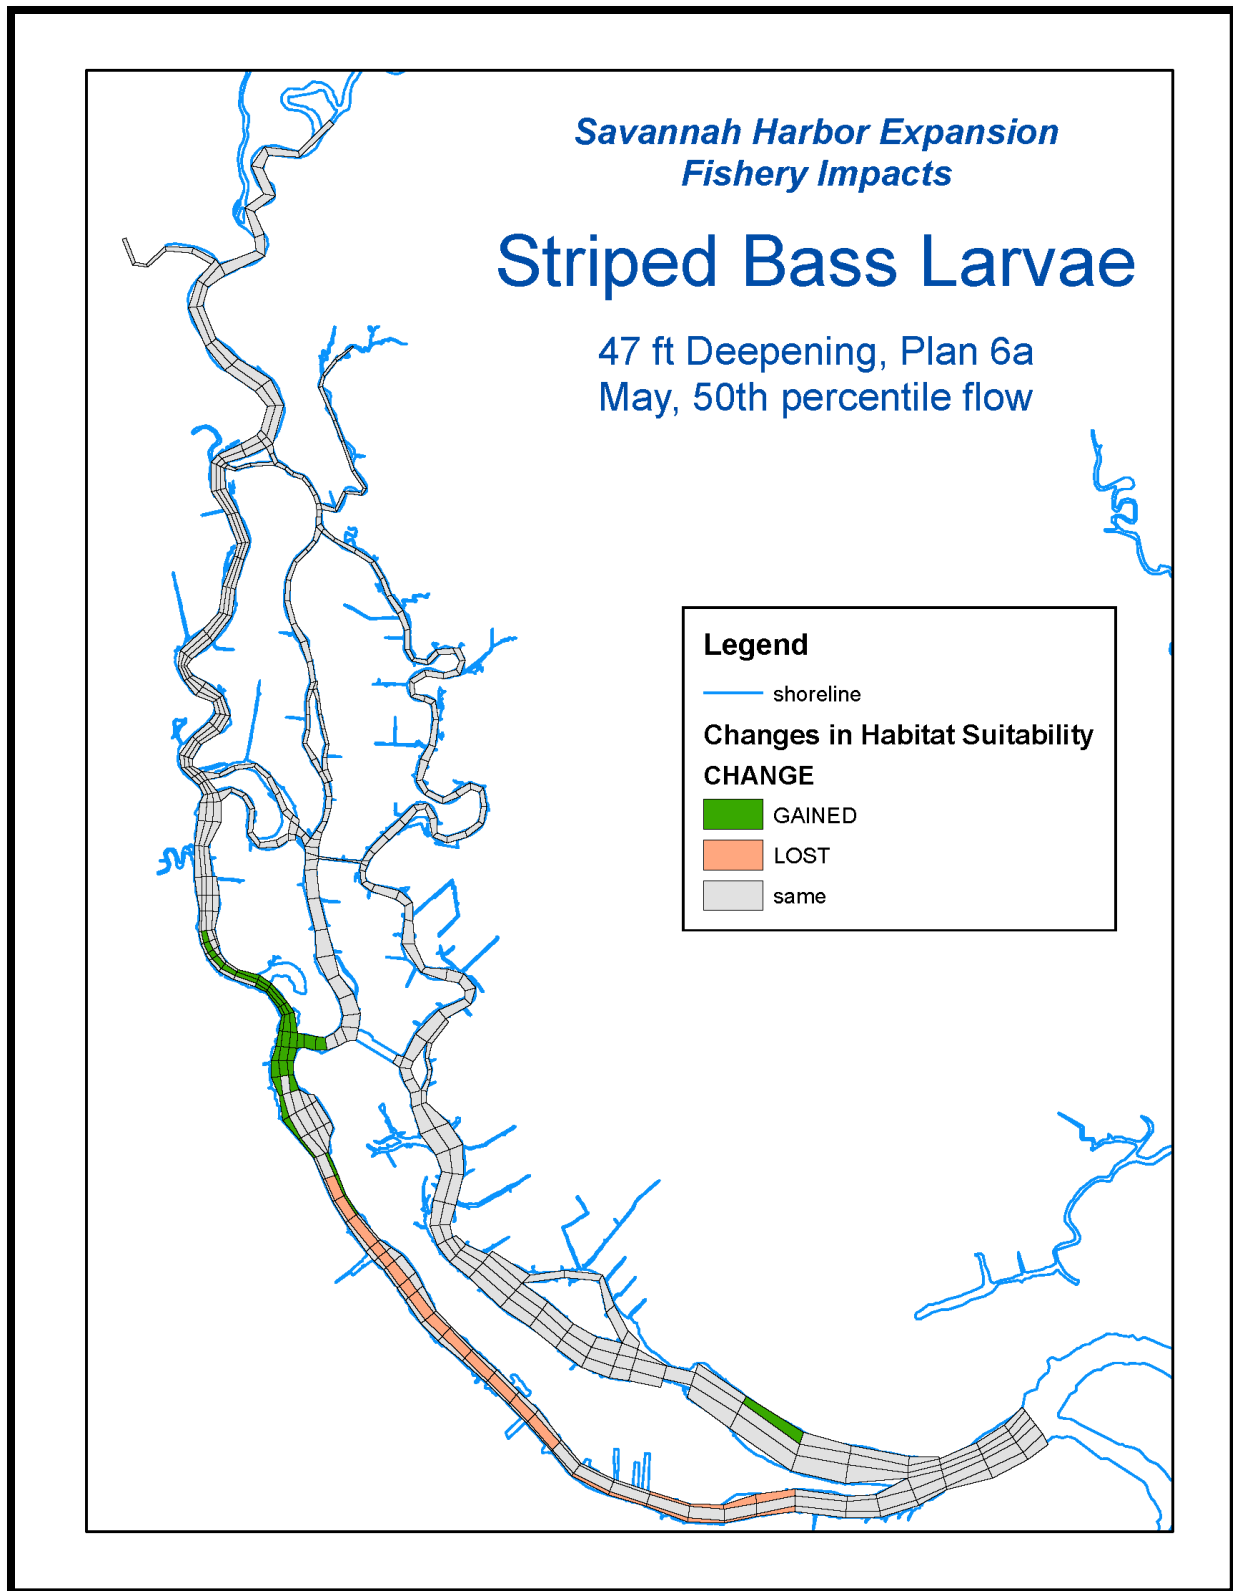 Savannah Harbor Expansion
Fishery Impacts
Striped Bass Larvae
47 ft Deepening, Plan 6a
May, 50th percentile flow
Legend
shoreline
Changes in Habitat Suitability
CHANGE
GAINED
LOST
same